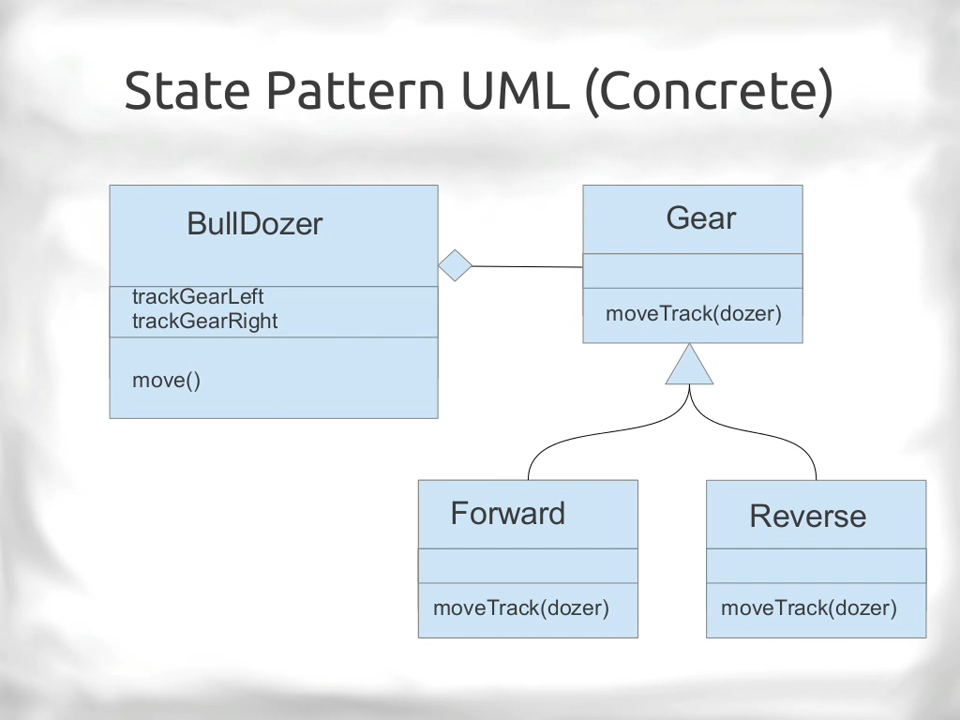 State Pattern UML (Concrete)
BullDozer
trackGearLeft
trackGearRight
move()
Gear
moveTrack(dozer)
Forward
moveTrack(dozer)
Reverse
moveTrack(dozer)